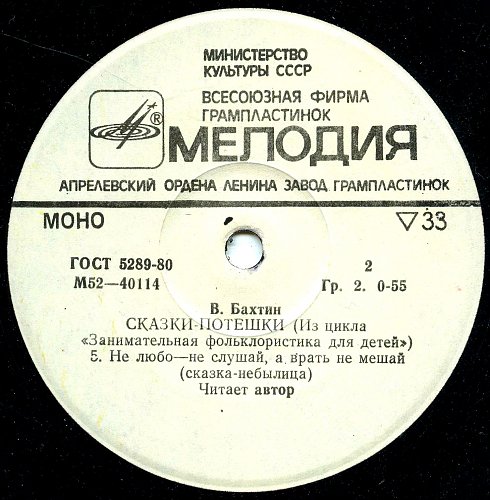 МИНИСТЕРСТВО
КУЛЬТУРЫ СССР
ВСЕСОЮЗНАЯ ФИРМА
ГРАМПЛАСТИНОК
®
МЕЛОДИЯ
АПРЕЛЕВСКИЙ ОРДЕНА ЛЕНИНА ЗАВОД ГРАМПЛАСТИНОК
МОНО ▽33
ГОСТ 5289-80 2
М52—40114 Гр. 2. 0-55
В. Бахтин
СКАЗКИ-ПОТЕШКИ (Из цикла
«Занимательная фольклористика для детей»)
5. Не любо—не слушай, а врать не мешай
(сказка-небылица)
Читает автор